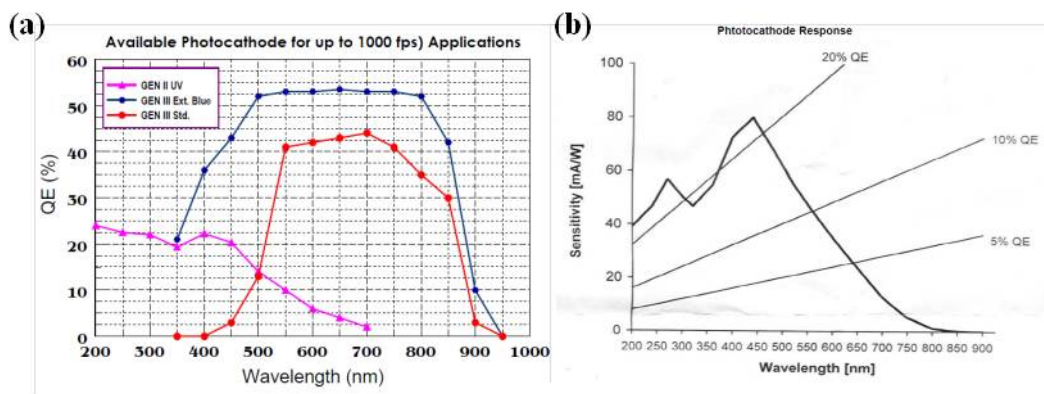 (a)
Available Photocathode for up to 1000 fps) Applications
60
50
40
30
20
10
0
QE (%)
GEN II UV
GEN III Ext. Blue
GEN III Std.
200 300 400 500 600 700 800 900 1000
Wavelength (nm)
(b)
Phtotocathode Response
100
80
60
40
20
0
Sensitivity [mA/W]
20% QE
10% QE
5% QE
200 250 300 350 400 450 500 550 600 650 700 750 800 850 900
Wavelength [nm]